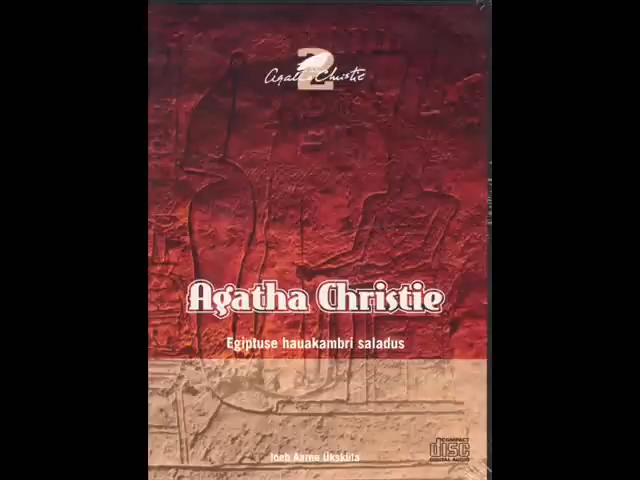 2
Agatha Christie
Agatha Christie
Egiptuse hauakambri saladus
loeb Aarne Üksküla
COMPACT
disc
DIGITAL AUDIO